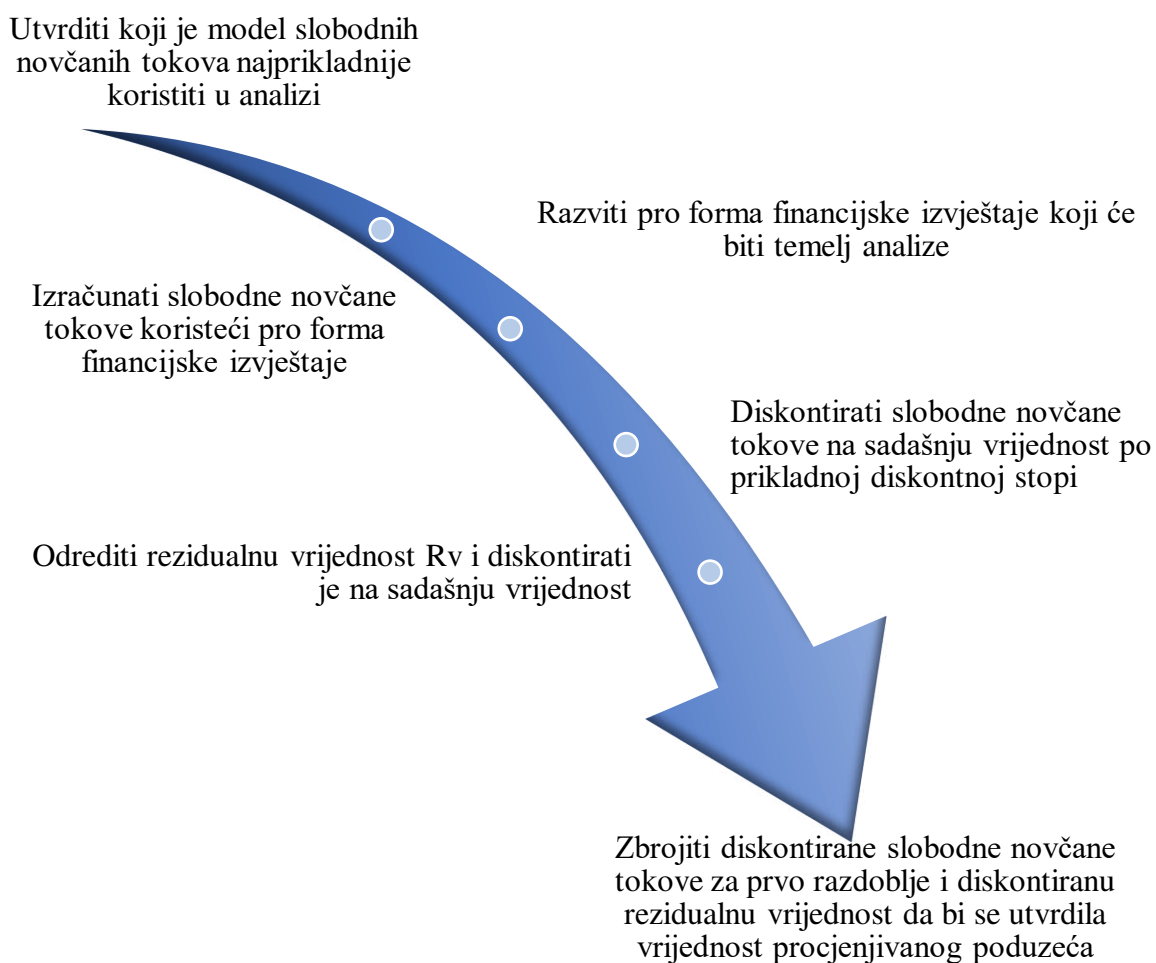 Utvrditi koji je model slobodnih
novčanih tokova najprikladnije
koristiti u analizi
Razviti pro forma financijske izvještaje koji će
biti temelj analize
Izračunati slobodne novčane
tokove koristeći pro forma
financijske izvještaje
Diskontirati slobodne novčane
tokove na sadašnju vrijednost po
prikladnoj diskontnoj stopi
Odrediti rezidualnu vrijednost Rv i diskontirati
je na sadašnju vrijednost
Zbrojiti diskontirane slobodne novčane
tokove za prvo razdoblje i diskontiranu
rezidualnu vrijednost da bi se utvrdila
vrijednost procjenjivanog poduzeća